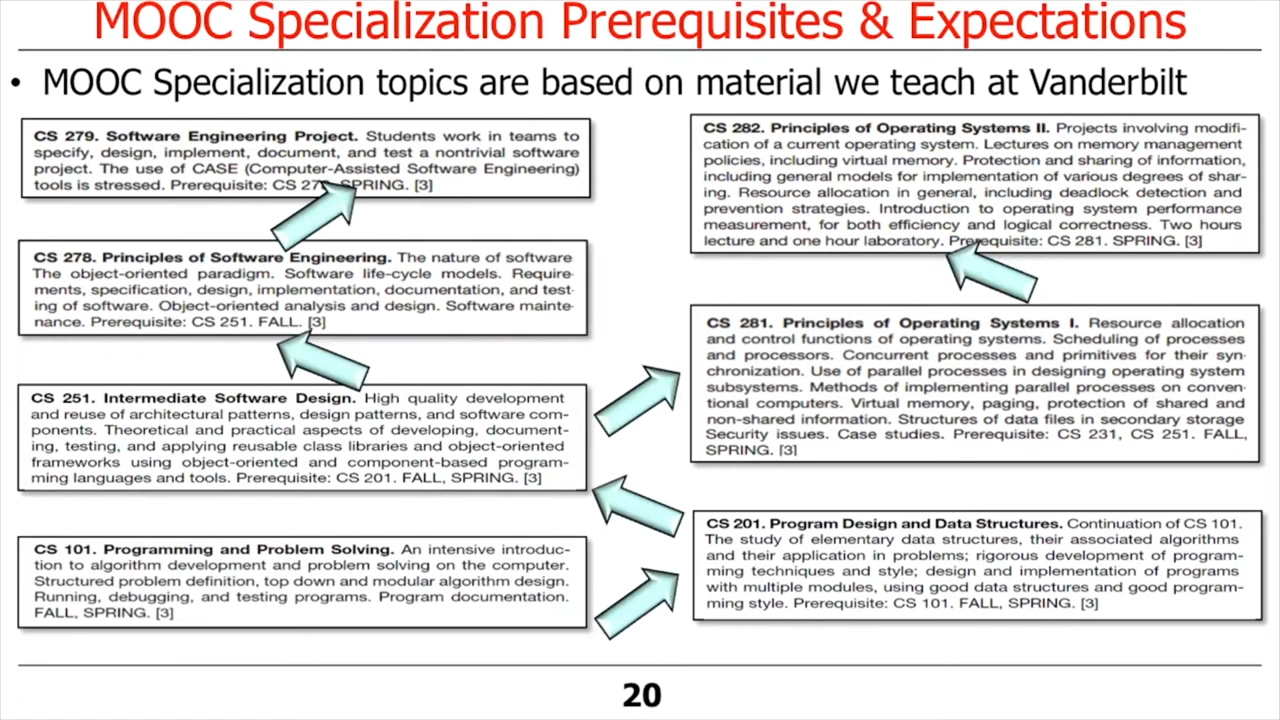 MOOC Specialization Prerequisites & Expectations
• MOOC Specialization topics are based on material we teach at Vanderbilt
CS 279. Software Engineering Project. Students work in teams to
specify, design, implement, document, and test a nontrivial software
project. The use of CASE (Computer-Assisted Software Engineering)
tools is stressed. Prerequisite: CS SPRING. [3]
CS 278. Principles of Software Engineering. The nature of software
The object-oriented paradigm. Software life-cycle models. Require-
ments, specification, design, implementation, documentation, and test-
ing of software. Object-oriented analysis and design. Software mainte-
nance. Prerequisite: CS 251. FALL. [3]
CS 251. Intermediate Software Design. High quality development
and reuse of architectural patterns, design patterns, and software com-
ponents. Theoretical and practical aspects of developing, document-
ing, testing, and applying reusable class libraries and object-oriented
frameworks using object-oriented and component-based program-
ming languages and tools. Prerequisite: CS 201. FALL, SPRING. [3]
CS 101. Programming and Problem Solving. An intensive introduc-
tion to algorithm development and problem solving on the computer.
Structured problem definition, top down and modular algorithm design.
Running, debugging, and testing programs. Program documentation.
FALL, SPRING. [3]
CS 282. Principles of Operating Systems II. Projects involving modifi-
cation of a current operating system. Lectures on memory management
policies, including virtual memory. Protection and sharing of information,
including general models for implementation of various degrees of shar-
ing. Resource allocation in general, including deadlock detection and
prevention strategies. Introduction to operating system performance
measurement, for both efficiency and logical correctness. Two hours
lecture and one hour laboratory. Prerequisite: CS 281. SPRING. [3]
CS 281. Principles of Operating Systems I. Resource allocation
and control functions of operating systems. Scheduling of processes
and processors. Concurrent processes and primitives for their syn-
chronization. Use of parallel processes in designing operating system
subsystems. Methods of implementing parallel processes on conven-
tional computers. Virtual memory, paging, protection of shared and
non-shared information. Structures of data files in secondary storage
Security issues. Case studies. Prerequisite: CS 231, CS 251. FALL,
SPRING. [3]
CS 201. Program Design and Data Structures. Continuation of CS 101.
The study of elementary data structures, their associated algorithms
and their application in problems; rigorous development of program-
ming techniques and style; design and implementation of programs
with multiple modules, using good data structures and good program-
ming style. Prerequisite: CS 101. FALL, SPRING. [3]
20